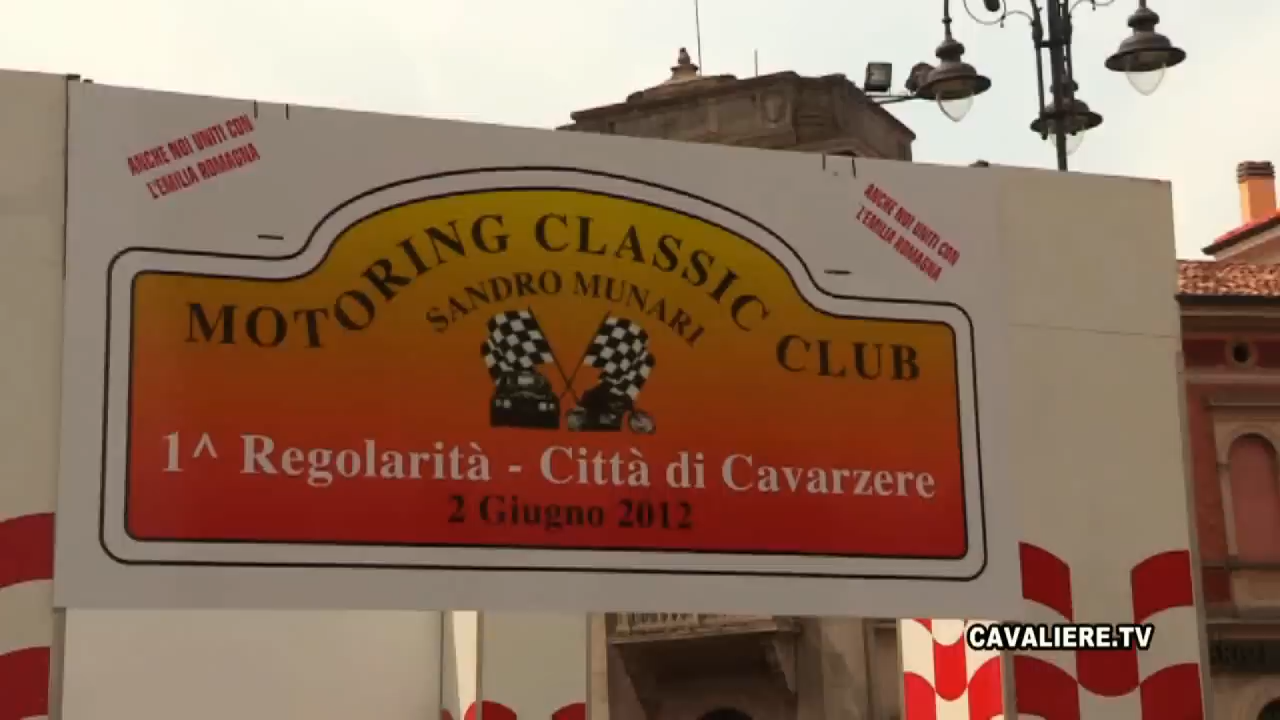 ANCHE NOI UNITI CON
L'EMILIA ROMAGNA
ANCHE NOI UNITI CON
L'EMILIA ROMAGNA
MOTORING CLASSIC CLUB
SANDRO MUNARI
1^ Regolarità - Città di Cavarzere
2 Giugno 2012
CAVALIERE.TV